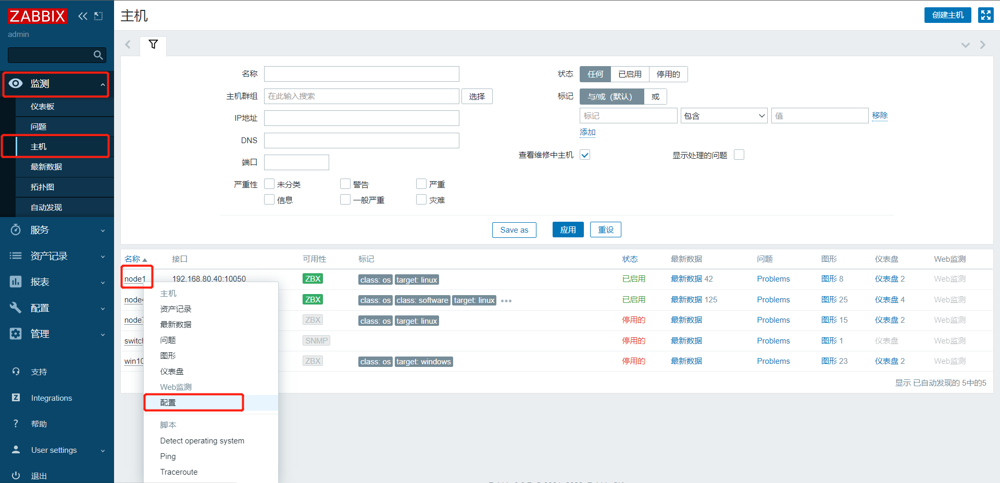 ZABBIX
admin
监测
仪表板
问题
主机
最新数据
拓扑图
自动发现
服务
资产记录
报表
配置
管理
支持
Integrations
帮助
User settings
退出
主机
创建主机
名称
主机群组 在此输入搜索 选择
IP地址
DNS
端口
严重性 未分类 警告 严重
信息 一般严重 灾难
状态 任何 已启用 停用的
标记 与/或（默认） 或
标记 包含 值 移除
添加
查看维修中主机 显示处理的问题
Save as 应用 重设
名称 接口 可用性 标记 状态 最新数据 问题 图形 仪表盘 Web监测
node1 192.168.80.40:10050 ZBX class: os target: linux 已启用 最新数据 42 Problems 图形 8 仪表盘 2 Web监测
node4 ZBX class: os class: software target: linux ••• 已启用 最新数据 125 Problems 图形 25 仪表盘 4 Web监测
node7 ZBX class: os target: linux 停用的 最新数据 Problems 图形 15 仪表盘 2 Web监测
switch SNMP 停用的 最新数据 Problems 图形 1 仪表盘 Web监测
win10 ZBX class: os target: windows 停用的 最新数据 Problems 图形 23 仪表盘 2 Web监测
显示 已自动发现的 5中的5
主机
资产记录
最新数据
问题
图形
仪表盘
Web监测
配置
脚本
Detect operating system
Ping
Traceroute